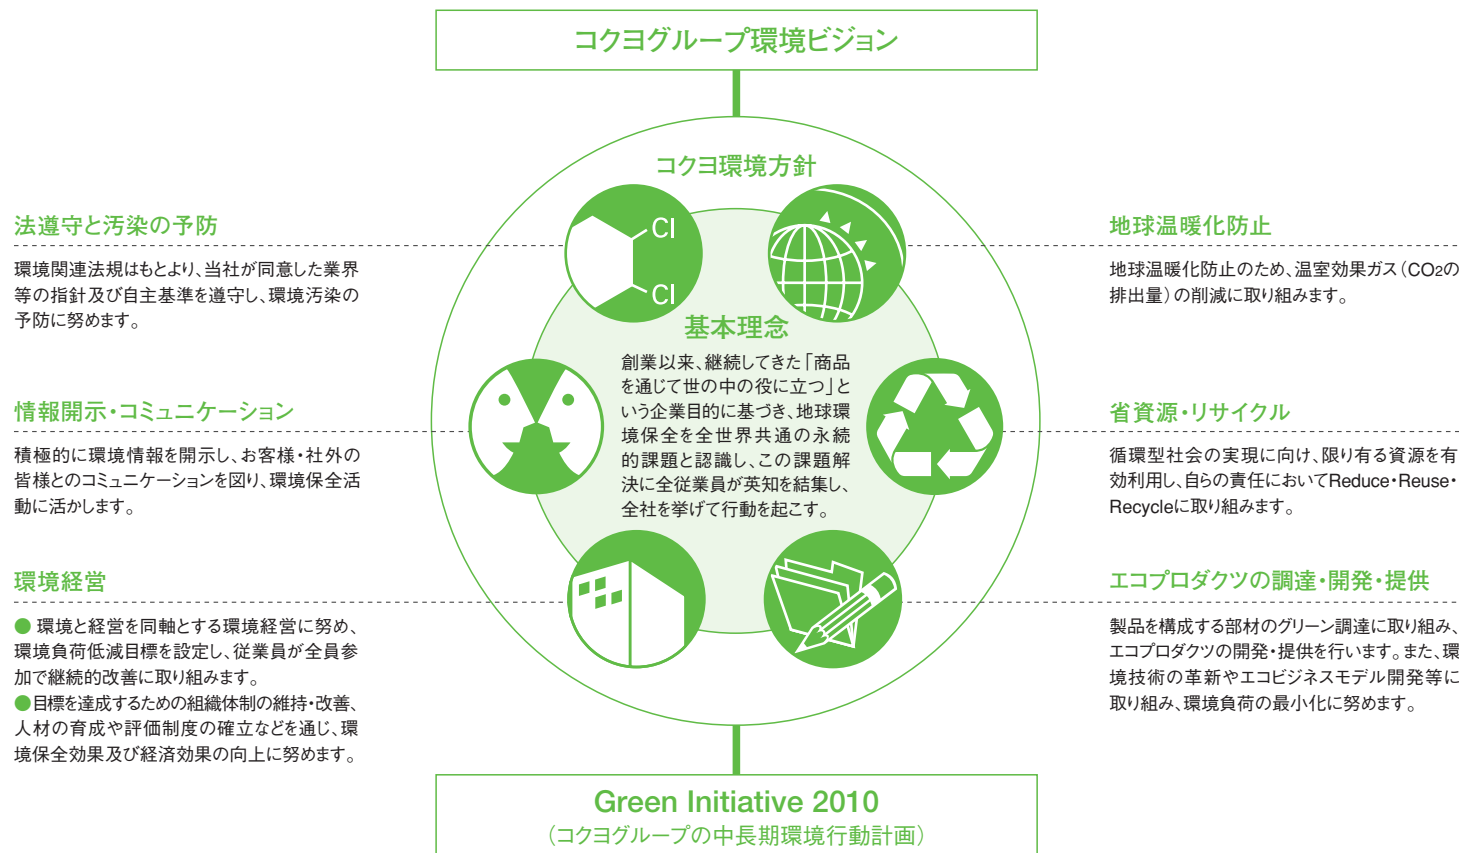 コクヨグループ環境ビジョン
コクヨ環境方針
法遵守と汚染の予防
環境関連法規はもとより、当社が同意した業界
等の指針及び自主基準を遵守し、環境汚染の
予防に努めます。
情報開示・コミュニケーション
積極的に環境情報を開示し、お客様・社外の
皆様とのコミュニケーションを図り、環境保全活
動に活かします。
環境経営
● 環境と経営を同軸とする環境経営に努め、
環境負荷低減目標を設定し、従業員が全員参
加で継続的改善に取り組みます。
●目標を達成するための組織体制の維持・改善、
人材の育成や評価制度の確立などを通じ、環
境保全効果及び経済効果の向上に努めます。
Cl
Cl
基本理念
創業以来、継続してきた「商品
を通じて世の中の役に立つ」と
いう企業目的に基づき、地球環
境保全を全世界共通の永続
的課題と認識し、この課題解
決に全従業員が英知を結集し、
全社を挙げて行動を起こす。
地球温暖化防止
地球温暖化防止のため、温室効果ガス（CO2の
排出量）の削減に取り組みます。
省資源・リサイクル
循環型社会の実現に向け、限り有る資源を有
効利用し、自らの責任においてReduce・Reuse・
Recycleに取り組みます。
エコプロダクツの調達・開発・提供
製品を構成する部材のグリーン調達に取り組み、
エコプロダクツの開発・提供を行います。また、環
境技術の革新やエコビジネスモデル開発等に
取り組み、環境負荷の最小化に努めます。
Green Initiative 2010
（コクヨグループの中長期環境行動計画）